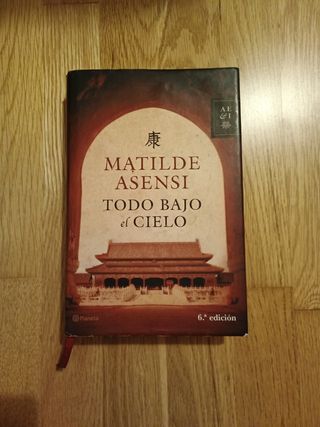 AE
& I
康
MATILDE
ASENSI
TODO BAJO
el CIELO
Planeta
6.ª edición